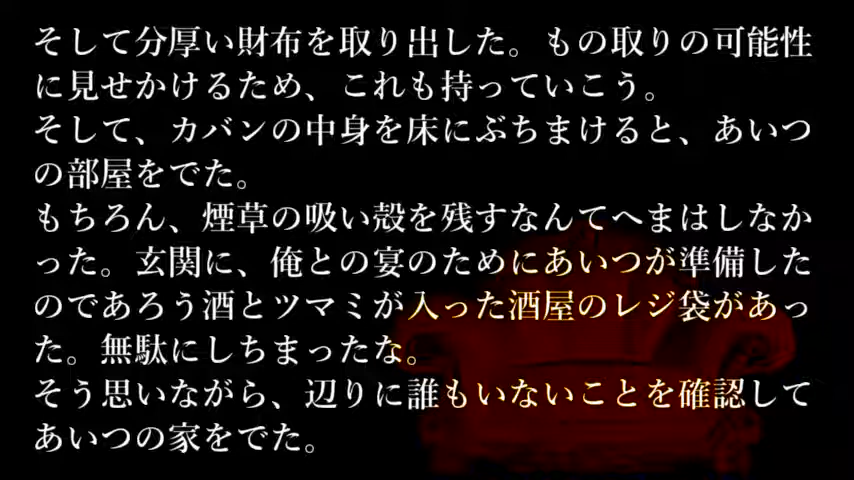 そして分厚い財布を取り出した。もの取りの可能性
に見せかけるため、これも持っていこう。
そして、カバンの中身を床にぶちまけると、あいつ
の部屋をでた。
もちろん、煙草の吸い殻を残すなんてへまはしなか
った。玄関に、俺との宴のためにあいつが準備した
のであろう酒とツマミが入った酒屋のレジ袋があっ
た。無駄にしちまったな。
そう思いながら、辺りに誰もいないことを確認して
あいつの家をでた。